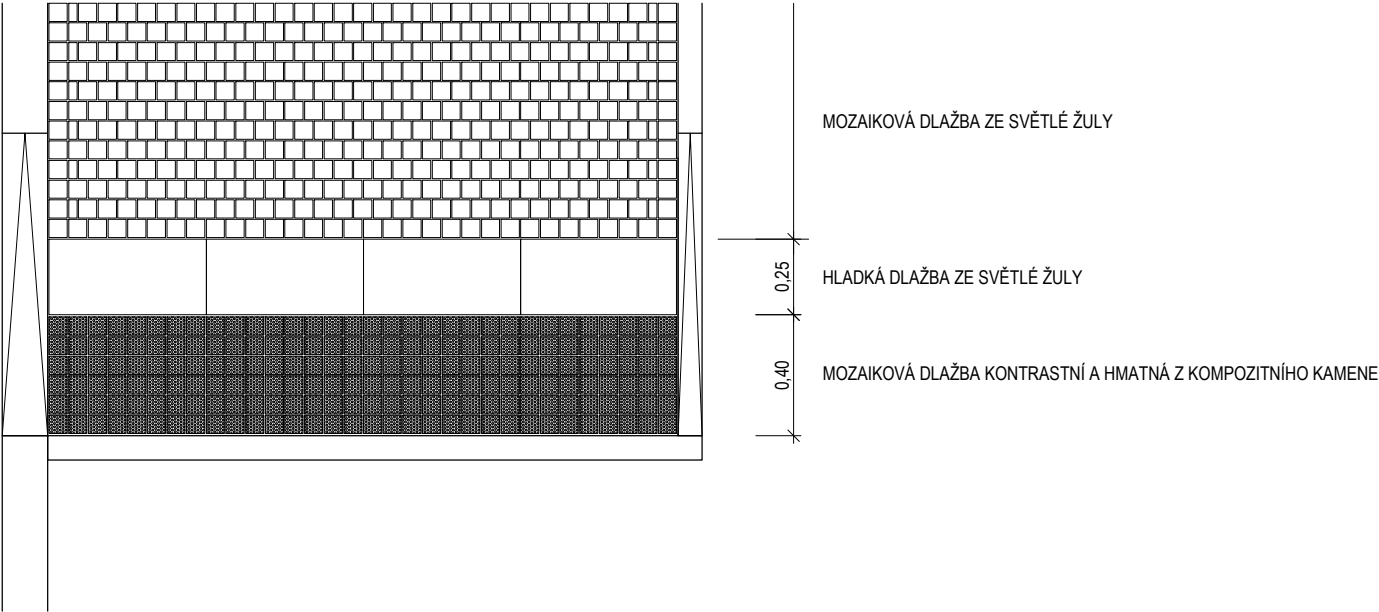 MOZAIKOVÁ DLAŽBA ZE SVĚTLÉ ŽULY
0,25
HLADKÁ DLAŽBA ZE SVĚTLÉ ŽULY
0,40
MOZAIKOVÁ DLAŽBA KONTRASTNÍ A HMATNÁ Z KOMPOZITNÍHO KAMENE